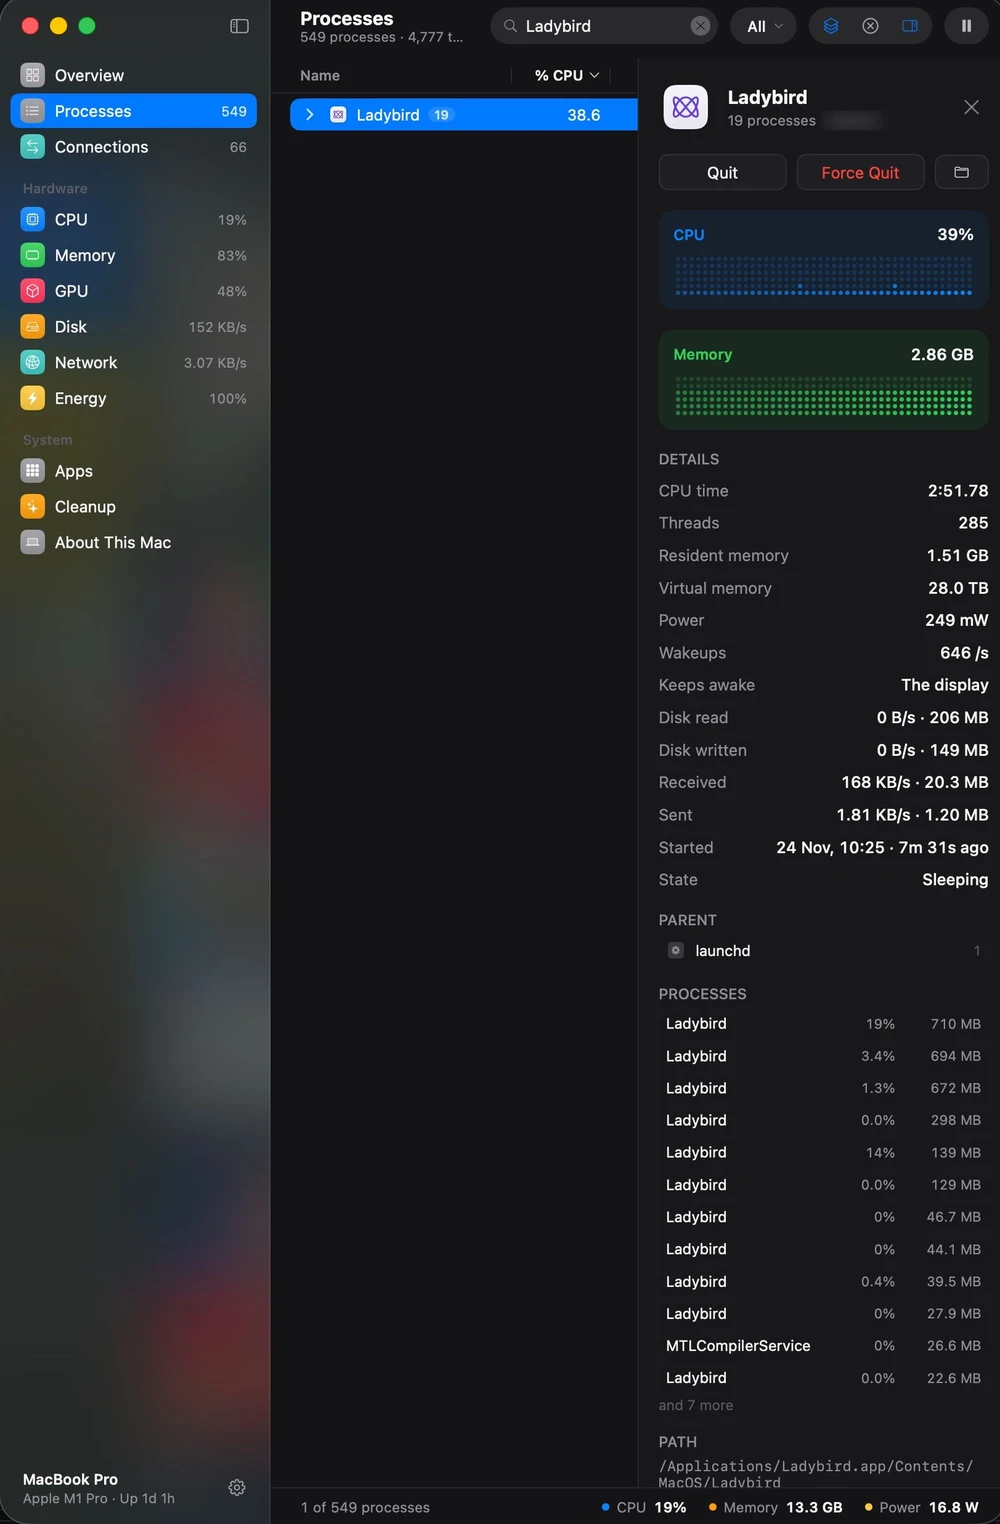 Overview
Processes 549
Connections 66
Hardware
CPU 19%
Memory 83%
GPU 48%
Disk 152 KB/s
Network 3.07 KB/s
Energy 100%
System
Apps
Cleanup
About This Mac
MacBook Pro
Apple M1 Pro · Up 1d 1h
Processes
549 processes · 4,777 t...
Ladybird
All
Name % CPU
Ladybird 19 38.6
Ladybird
19 processes
Quit Force Quit
CPU 39%
Memory 2.86 GB
DETAILS
CPU time 2:51.78
Threads 285
Resident memory 1.51 GB
Virtual memory 28.0 TB
Power 249 mW
Wakeups 646 /s
Keeps awake The display
Disk read 0 B/s · 206 MB
Disk written 0 B/s · 149 MB
Received 168 KB/s · 20.3 MB
Sent 1.81 KB/s · 1.20 MB
Started 24 Nov, 10:25 · 7m 31s ago
State Sleeping
PARENT
launchd 1
PROCESSES
Ladybird 19% 710 MB
Ladybird 3.4% 694 MB
Ladybird 1.3% 672 MB
Ladybird 0.0% 298 MB
Ladybird 14% 139 MB
Ladybird 0.0% 129 MB
Ladybird 0% 46.7 MB
Ladybird 0% 44.1 MB
Ladybird 0.4% 39.5 MB
Ladybird 0% 27.9 MB
MTLCompilerService 0% 26.6 MB
Ladybird 0.0% 22.6 MB
and 7 more
PATH
/Applications/Ladybird.app/Contents/
MacOS/Ladybird
1 of 549 processes
CPU 19% Memory 13.3 GB Power 16.8 W